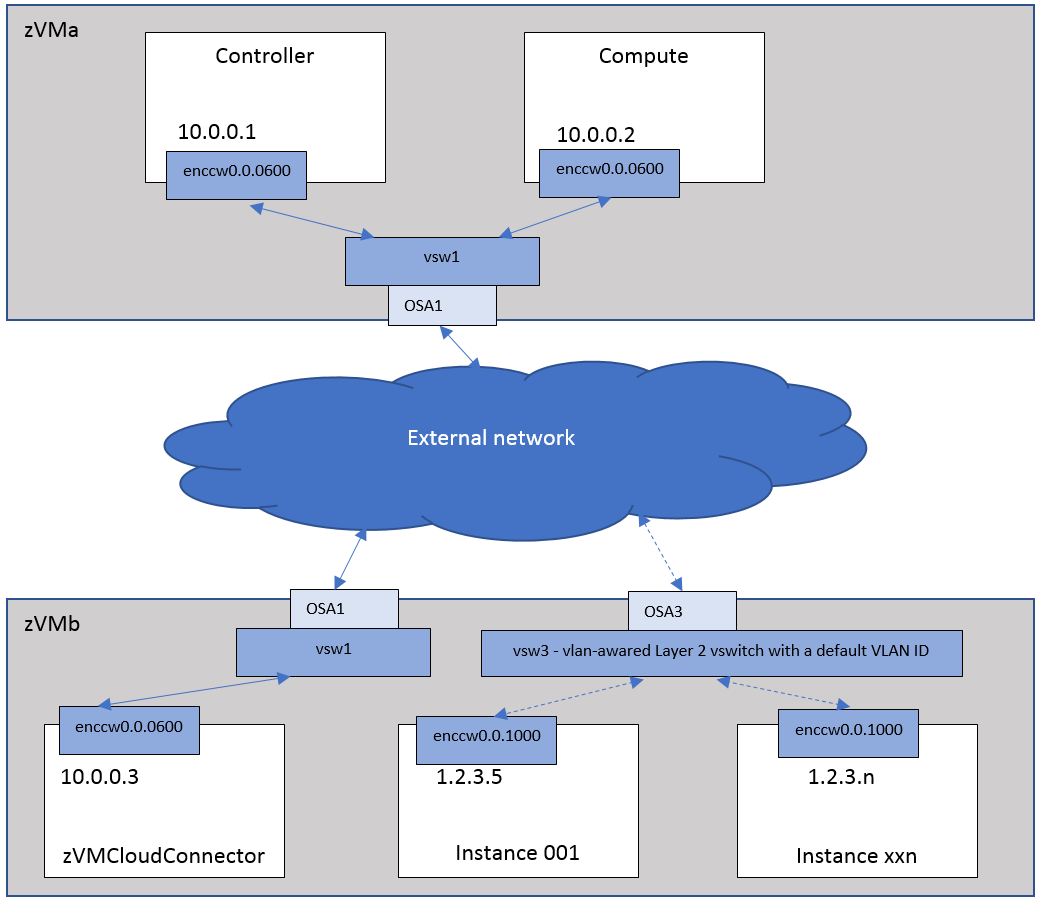 zVMa
Controller
Compute
10.0.0.1
10.0.0.2
enccw0.0.0600
enccw0.0.0600
vsw1
OSA1
External network
zVMb
OSA1
OSA3
vsw1
vsw3 - vlan-awared Layer 2 vswitch with a default VLAN ID
enccw0.0.0600
enccw0.0.1000
enccw0.0.1000
10.0.0.3
1.2.3.5
1.2.3.n
zVMCloudConnector
Instance 001
Instance xxn